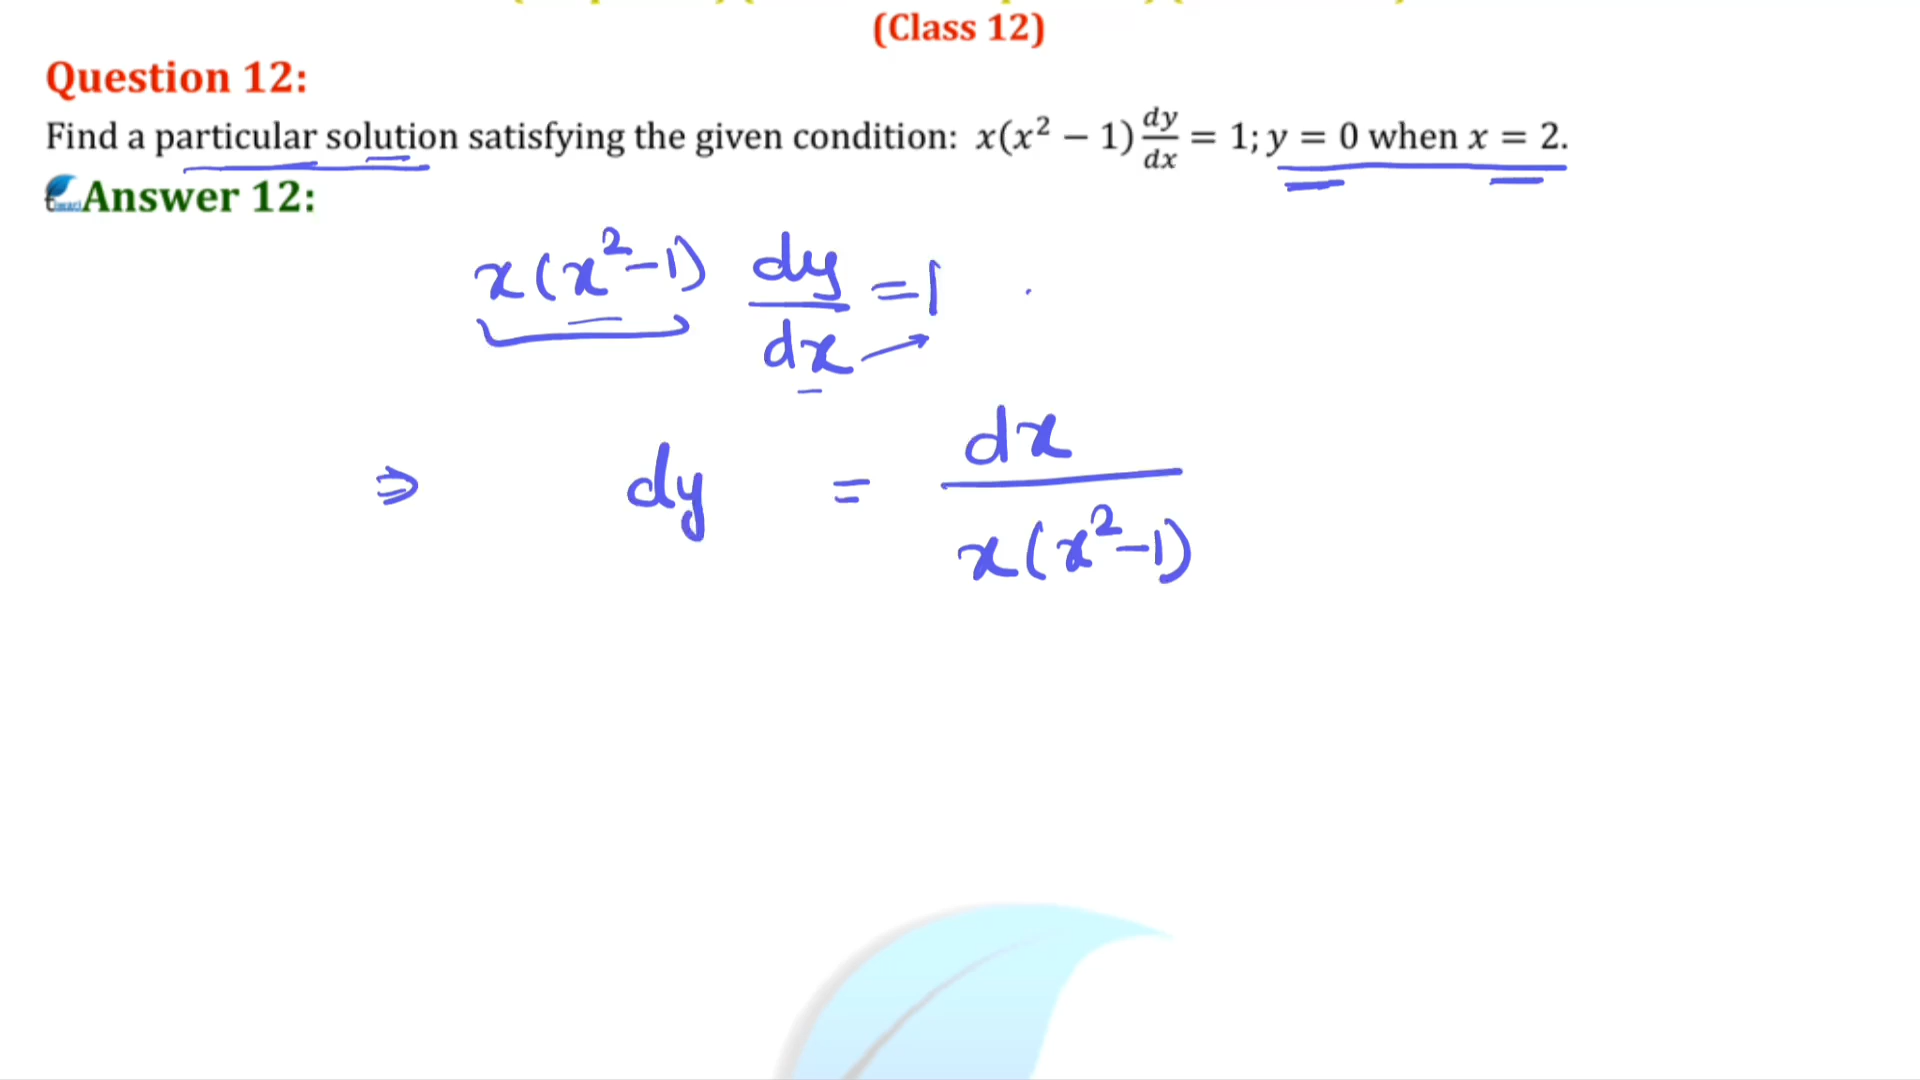 (Class 12)
Question 12:
Find a particular solution satisfying the given condition: x(x² − 1) dy/dx = 1; y = 0 when x = 2.
Answer 12:
x(x²−1) dy/dx = 1
⇒ dy = dx / x(x²−1)